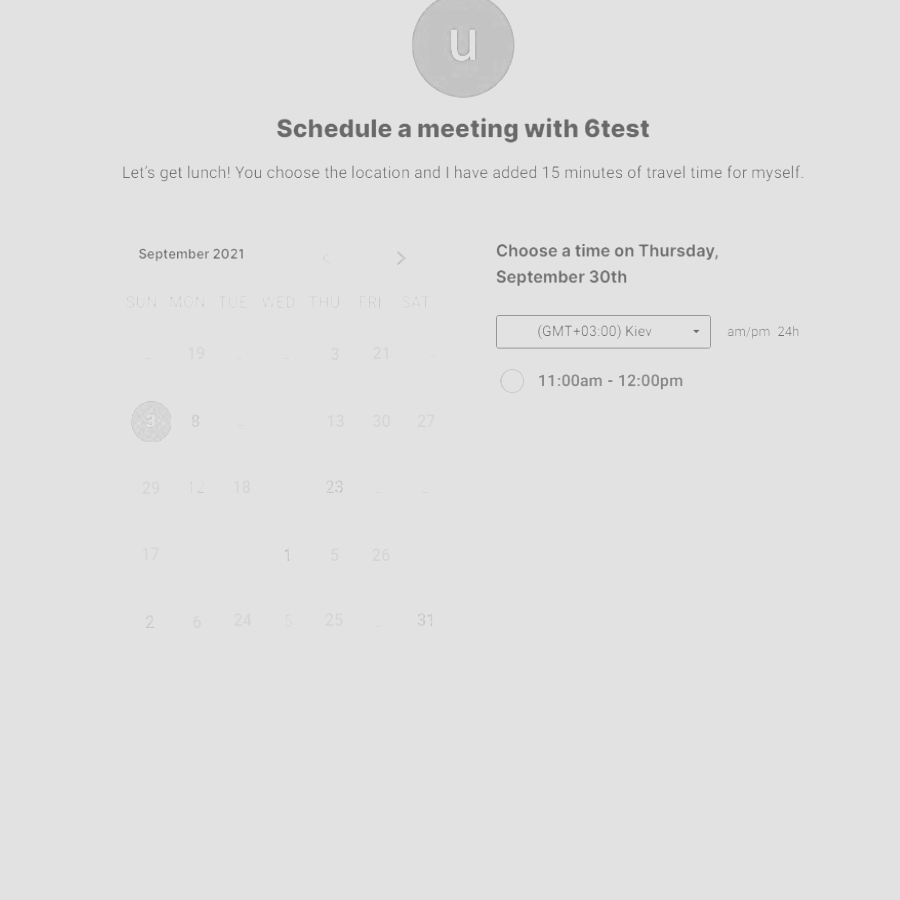 u
Schedule a meeting with 6test
Let's get lunch! You choose the location and I have added 15 minutes of travel time for myself.
September 2021
SUN MON TUE WED THU FRI SAT
19 3 21
3 8 13 30 27
29 12 18 23
17 1 5 26
2 6 24 5 25 31
Choose a time on Thursday,
September 30th
(GMT+03:00) Kiev am/pm 24h
11:00am - 12:00pm